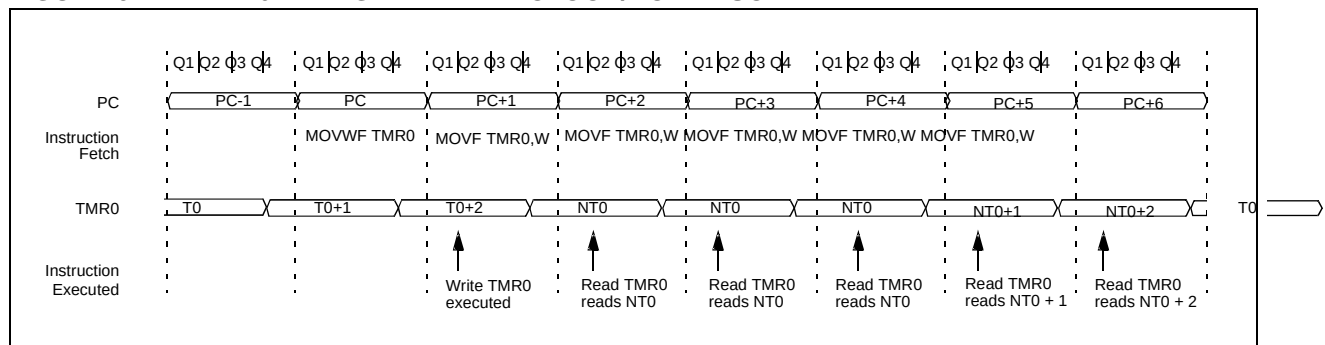 Q1 Q2 Q3 Q4 Q1 Q2 Q3 Q4 Q1 Q2 Q3 Q4 Q1 Q2 Q3 Q4 Q1 Q2 Q3 Q4 Q1 Q2 Q3 Q4 Q1 Q2 Q3 Q4 Q1 Q2 Q3 Q4
PC PC-1 PC PC+1 PC+2 PC+3 PC+4 PC+5 PC+6
Instruction MOVWF TMR0 MOVF TMR0,W MOVF TMR0,W MOVF TMR0,W MOVF TMR0,W MOVF TMR0,W
Fetch
TMR0 T0 T0+1 T0+2 NT0 NT0 NT0 NT0+1 NT0+2 T0
Instruction Write TMR0 Read TMR0 Read TMR0 Read TMR0 Read TMR0 Read TMR0
Executed executed reads NT0 reads NT0 reads NT0 reads NT0 + 1 reads NT0 + 2